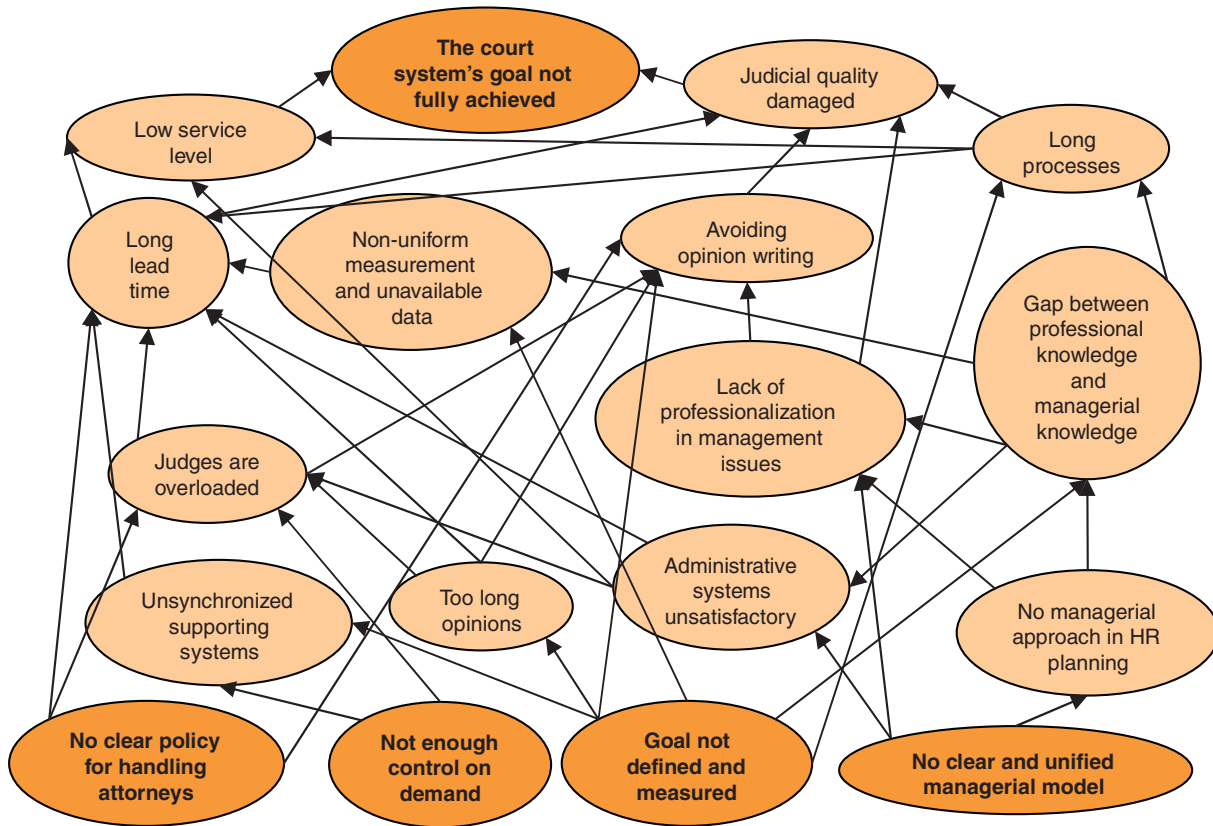 The court
system's goal not
fully achieved
Judicial quality
damaged
Low service
level
Long
processes
Long
lead
time
Non-uniform
measurement
and unavailable
data
Avoiding
opinion writing
Gap between
professional
knowledge
and
managerial
knowledge
Lack of
professionalization
in management
issues
Judges are
overloaded
Unsynchronized
supporting
systems
Too long
opinions
Administrative
systems
unsatisfactory
No managerial
approach in HR
planning
No clear policy
for handling
attorneys
Not enough
control on
demand
Goal not
defined and
measured
No clear and unified
managerial model